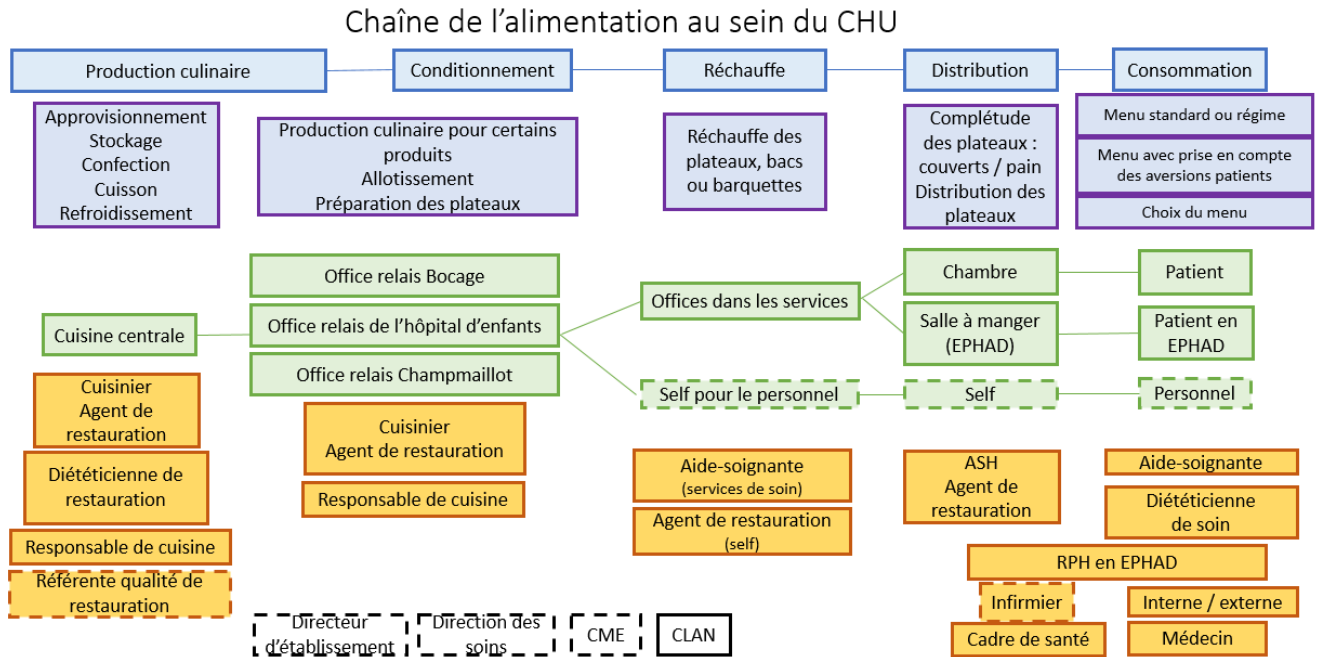 Chaîne de l’alimentation au sein du CHU
Production culinaire
Conditionnement
Réchauffe
Distribution
Consommation
Approvisionnement
Stockage
Confection
Cuisson
Refroidissement
Production culinaire pour certains
produits
Allotissement
Préparation des plateaux
Réchauffe des
plateaux, bacs
ou barquettes
Complétude
des plateaux :
couverts / pain
Distribution des
plateaux
Menu standard ou régime
Menu avec prise en compte
des aversions patients
Choix du menu
Cuisine centrale
Office relais Bocage
Office relais de l’hôpital d’enfants
Office relais Champmaillot
Offices dans les services
Self pour le personnel
Chambre
Salle à manger
(EPHAD)
Self
Patient
Patient en
EPHAD
Personnel
Cuisinier
Agent de
restauration
Diététicienne de
restauration
Responsable de cuisine
Référente qualité de
restauration
Cuisinier
Agent de restauration
Responsable de cuisine
Aide-soignante
(services de soin)
Agent de restauration
(self)
ASH
Agent de
restauration
Aide-soignante
Diététicienne
de soin
RPH en EPHAD
Infirmier
Interne / externe
Cadre de santé
Médecin
Directeur
d’établissement
Direction des
soins
CME
CLAN